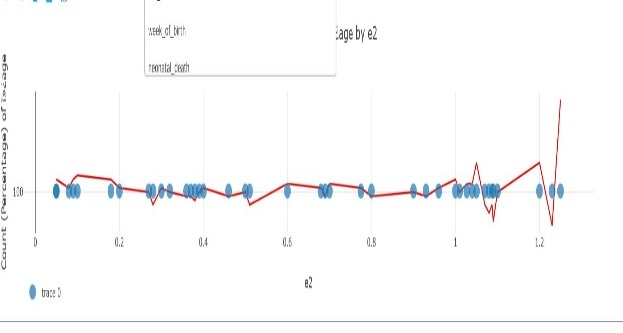 week_of_birth
neonatal_death
by e2
Count (Percentage) of
100
0
0.2
0.4
0.6
0.8
1
1.2
e2
trace 0